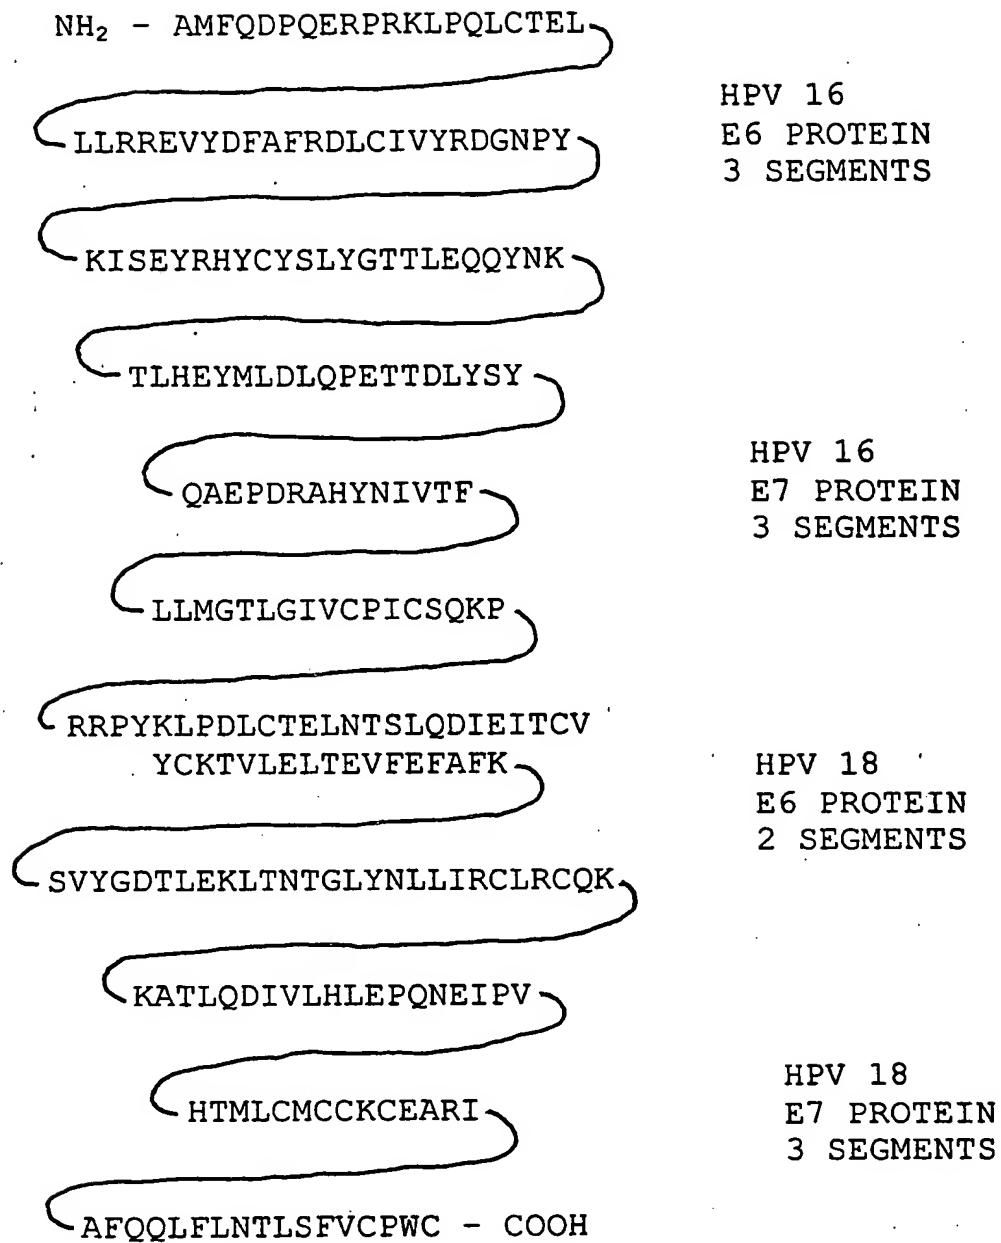 NH₂ - AMFQDPQERPRKLPQLCTEL
HPV 16
E6 PROTEIN
3 SEGMENTS
LLRREVYDFAFRDLCIVYRDGNPY
KISEYRHYCYSLYGTTLEQQYNK
TLHEYMLDLQPETTDLYSY
HPV 16
E7 PROTEIN
3 SEGMENTS
QAEPDRAHYNIVTF
LLMGTLGIVCPICSQKP
RRPYKLPDLCTELNTSLQDIEITCV
YCKTVLELTEVFEFAFK
HPV 18
E6 PROTEIN
2 SEGMENTS
SVYGDTLEKLTNTGLYNLLIRCLRCQK
KATLQDIVLHLEPQNEIPV
HPV 18
E7 PROTEIN
3 SEGMENTS
HTMLCMCCKCEARI
AFQQLFLNTLSFVCPWC - COOH